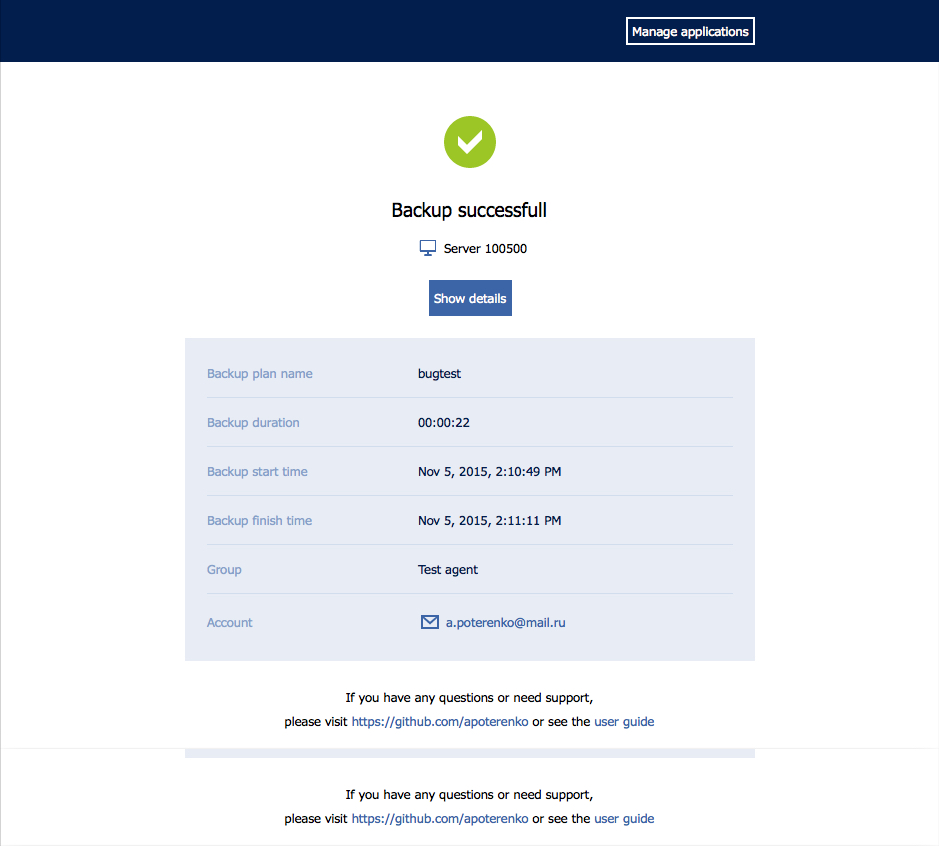 Manage applications
Backup successfull
Server 100500
Show details
Backup plan name bugtest
Backup duration 00:00:22
Backup start time Nov 5, 2015, 2:10:49 PM
Backup finish time Nov 5, 2015, 2:11:11 PM
Group Test agent
Account a.poterenko@mail.ru
If you have any questions or need support,
please visit https://github.com/apoterenko or see the user guide
If you have any questions or need support,
please visit https://github.com/apoterenko or see the user guide